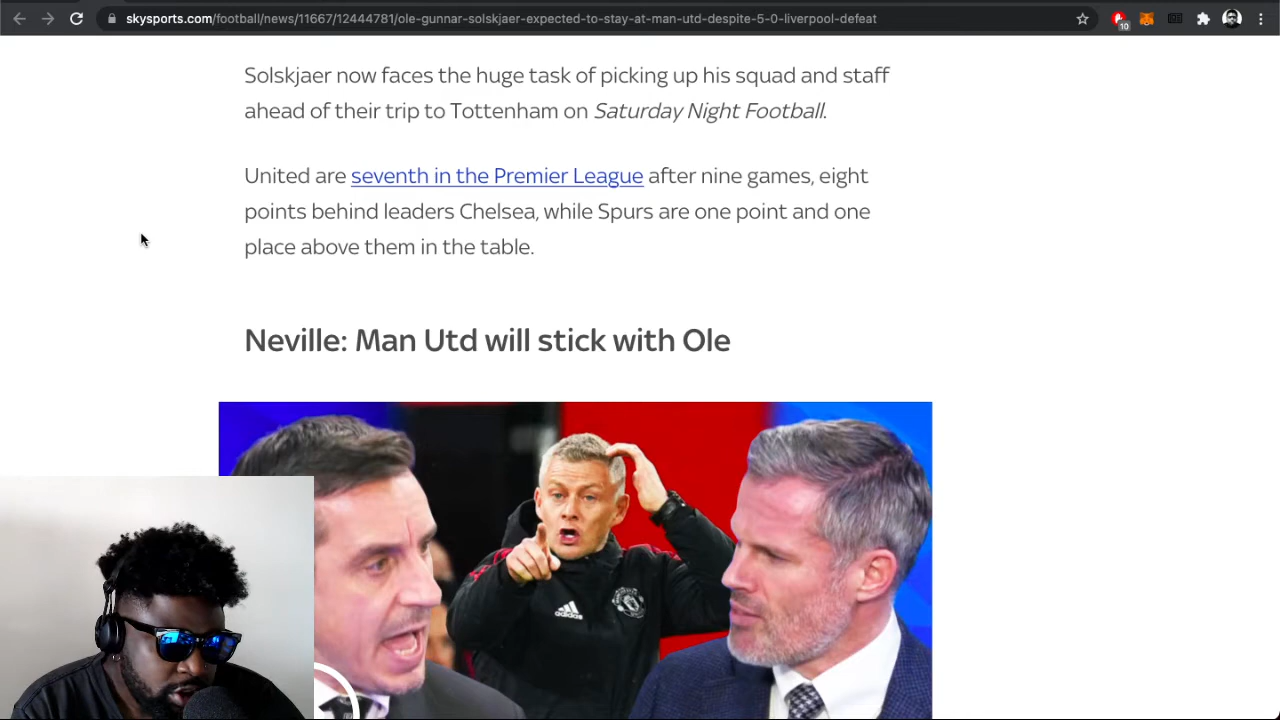 skysports.com/football/news/11667/12444781/ole-gunnar-solskjaer-expected-to-stay-at-man-utd-despite-5-0-liverpool-defeat
10
Solskjaer now faces the huge task of picking up his squad and staff
ahead of their trip to Tottenham on Saturday Night Football.
United are seventh in the Premier League after nine games, eight
points behind leaders Chelsea, while Spurs are one point and one
place above them in the table.
Neville: Man Utd will stick with Ole
adidas